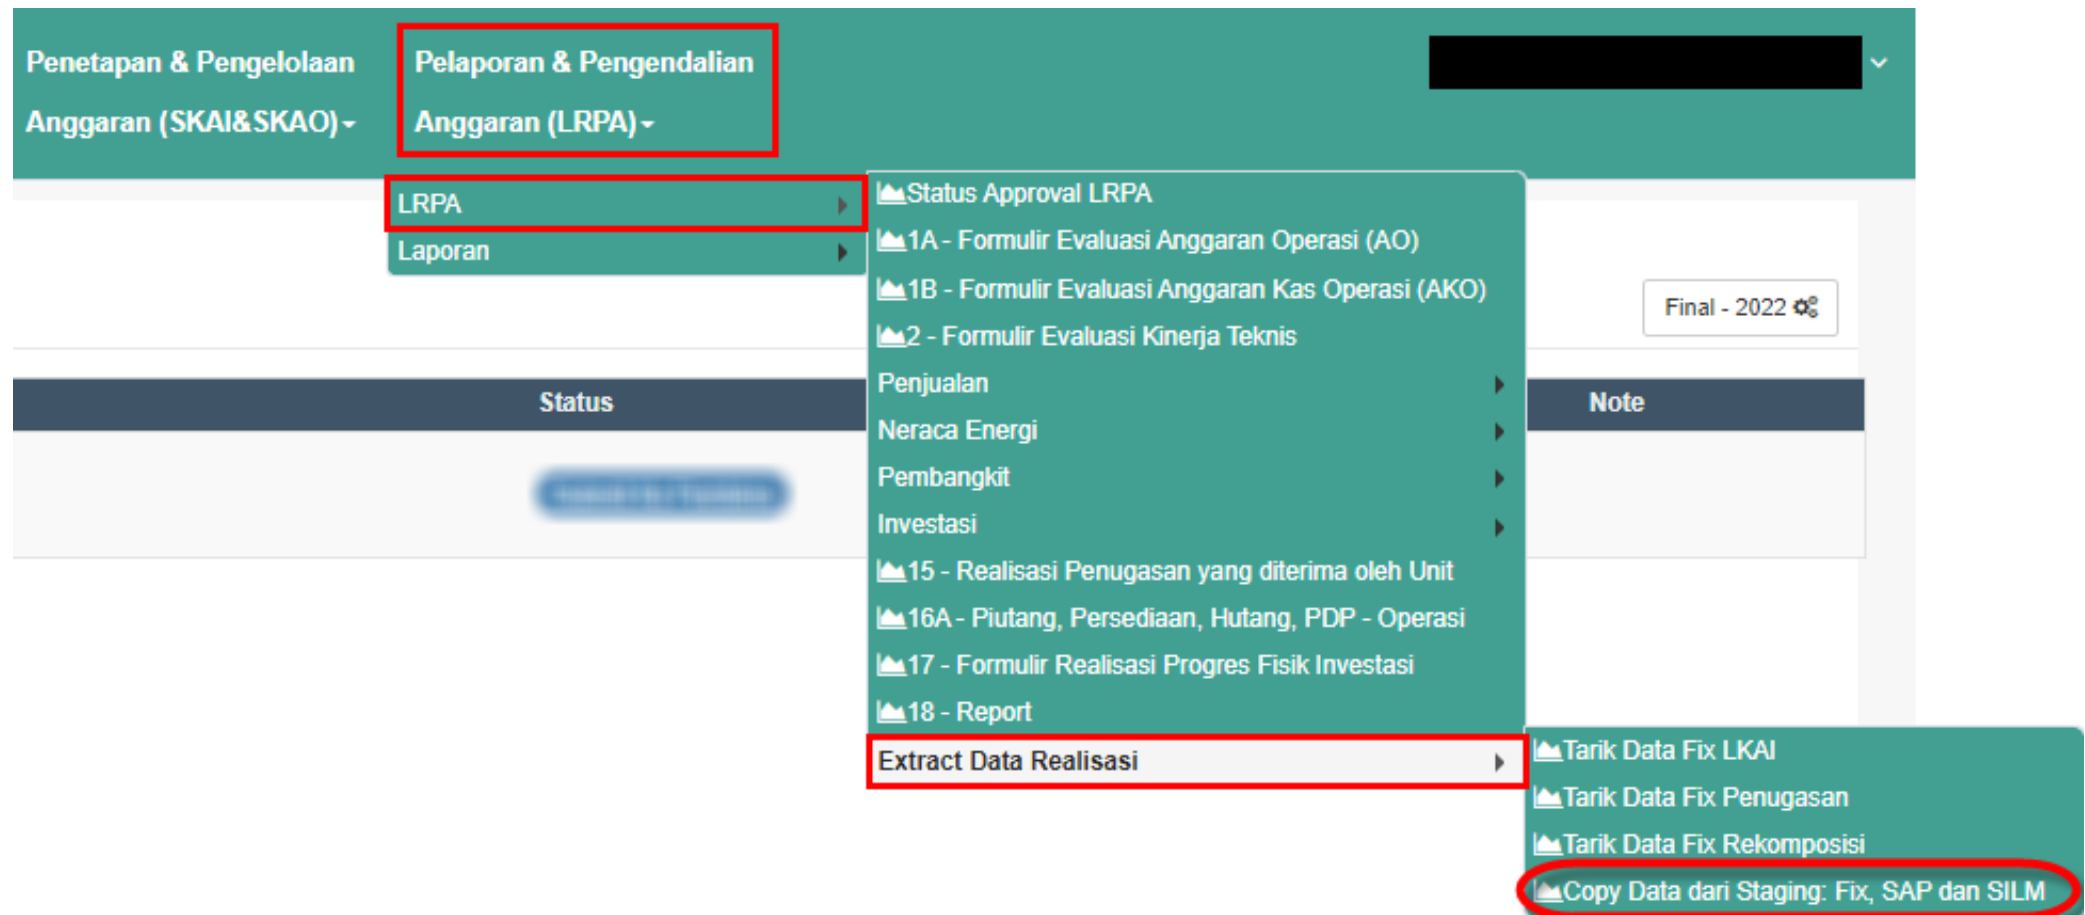 Penetapan & Pengelolaan
Anggaran (SKAI&SKAO)
Pelaporan & Pengendalian
Anggaran (LRPA)
LRPA
Laporan
Status Approval LRPA
1A - Formulir Evaluasi Anggaran Operasi (AO)
1B - Formulir Evaluasi Anggaran Kas Operasi (AKO)
2 - Formulir Evaluasi Kinerja Teknis
Penjualan
Neraca Energi
Pembangkit
Investasi
15 - Realisasi Penugasan yang diterima oleh Unit
16A - Piutang, Persediaan, Hutang, PDP - Operasi
17 - Formulir Realisasi Progres Fisik Investasi
18 - Report
Extract Data Realisasi
Tarik Data Fix LKAI
Tarik Data Fix Penugasan
Tarik Data Fix Rekomposisi
Copy Data dari Staging: Fix, SAP dan SILM
Final - 2022
Status
Note